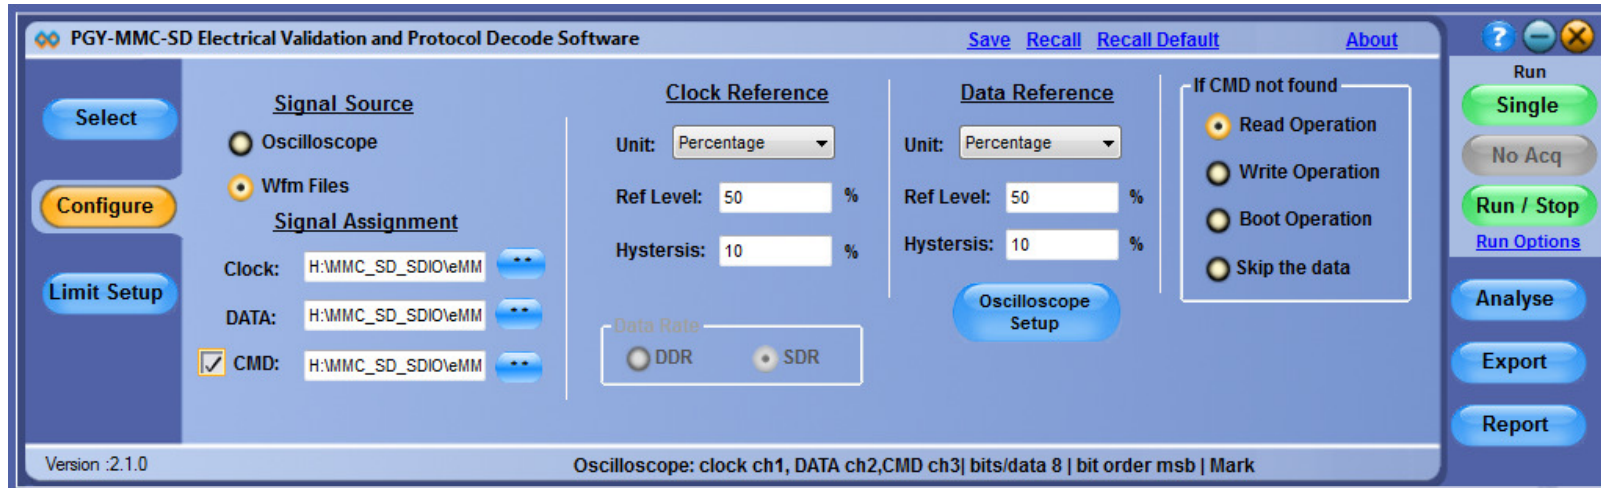 PGY-MMC-SD Electrical Validation and Protocol Decode Software
Save Recall Recall Default About
Select
Configure
Limit Setup
Signal Source
Oscilloscope
Wfm Files
Signal Assignment
Clock: H:\MMC_SD_SDIO\eMM ..
DATA: H:\MMC_SD_SDIO\eMM ..
CMD: H:\MMC_SD_SDIO\eMM ..
Clock Reference
Unit: Percentage
Ref Level: 50 %
Hystersis: 10 %
Data Rate
DDR SDR
Data Reference
Unit: Percentage
Ref Level: 50 %
Hystersis: 10 %
Oscilloscope
Setup
If CMD not found
Read Operation
Write Operation
Boot Operation
Skip the data
?
Run
Single
No Acq
Run / Stop
Run Options
Analyse
Export
Report
Version :2.1.0
Oscilloscope: clock ch1, DATA ch2,CMD ch3| bits/data 8 | bit order msb | Mark